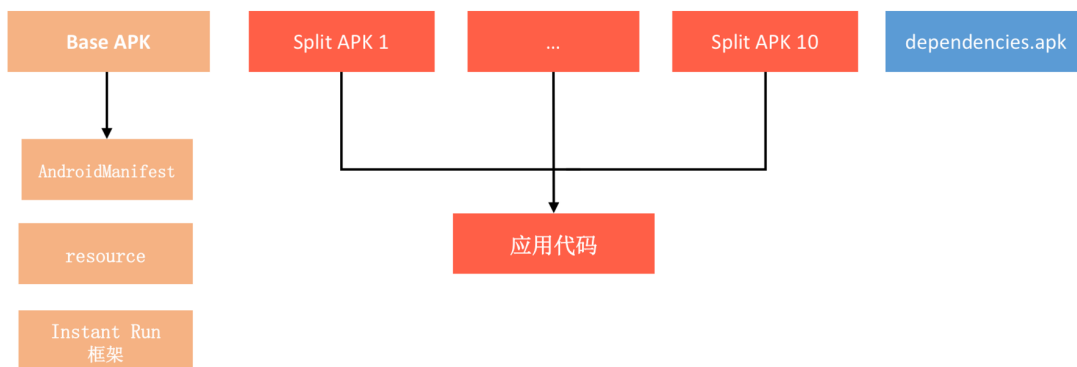 Base APK
Split APK 1
...
Split APK 10
dependencies.apk
AndroidManifest
resource
Instant Run
框架
应用代码